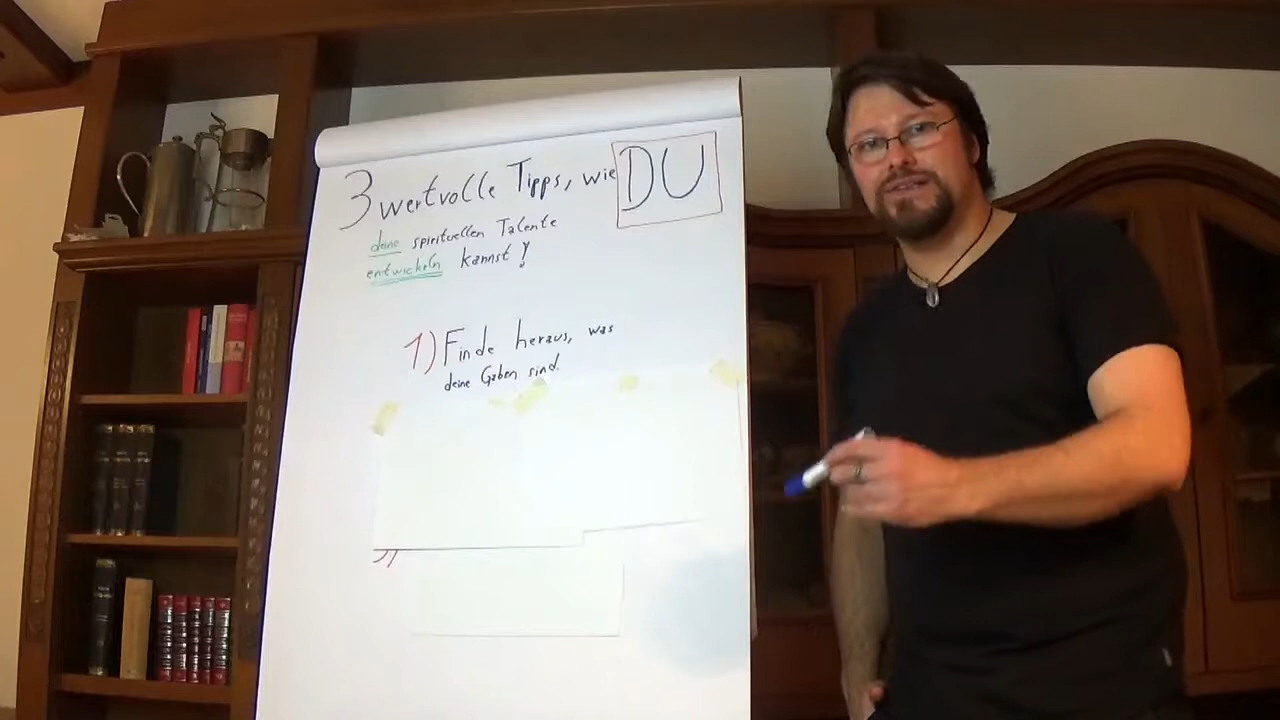 3 wertvolle Tipps, wie DU
deine spirituellen Talente
entwickeln kannst!
1) Finde heraus, was
deine Gaben sind.